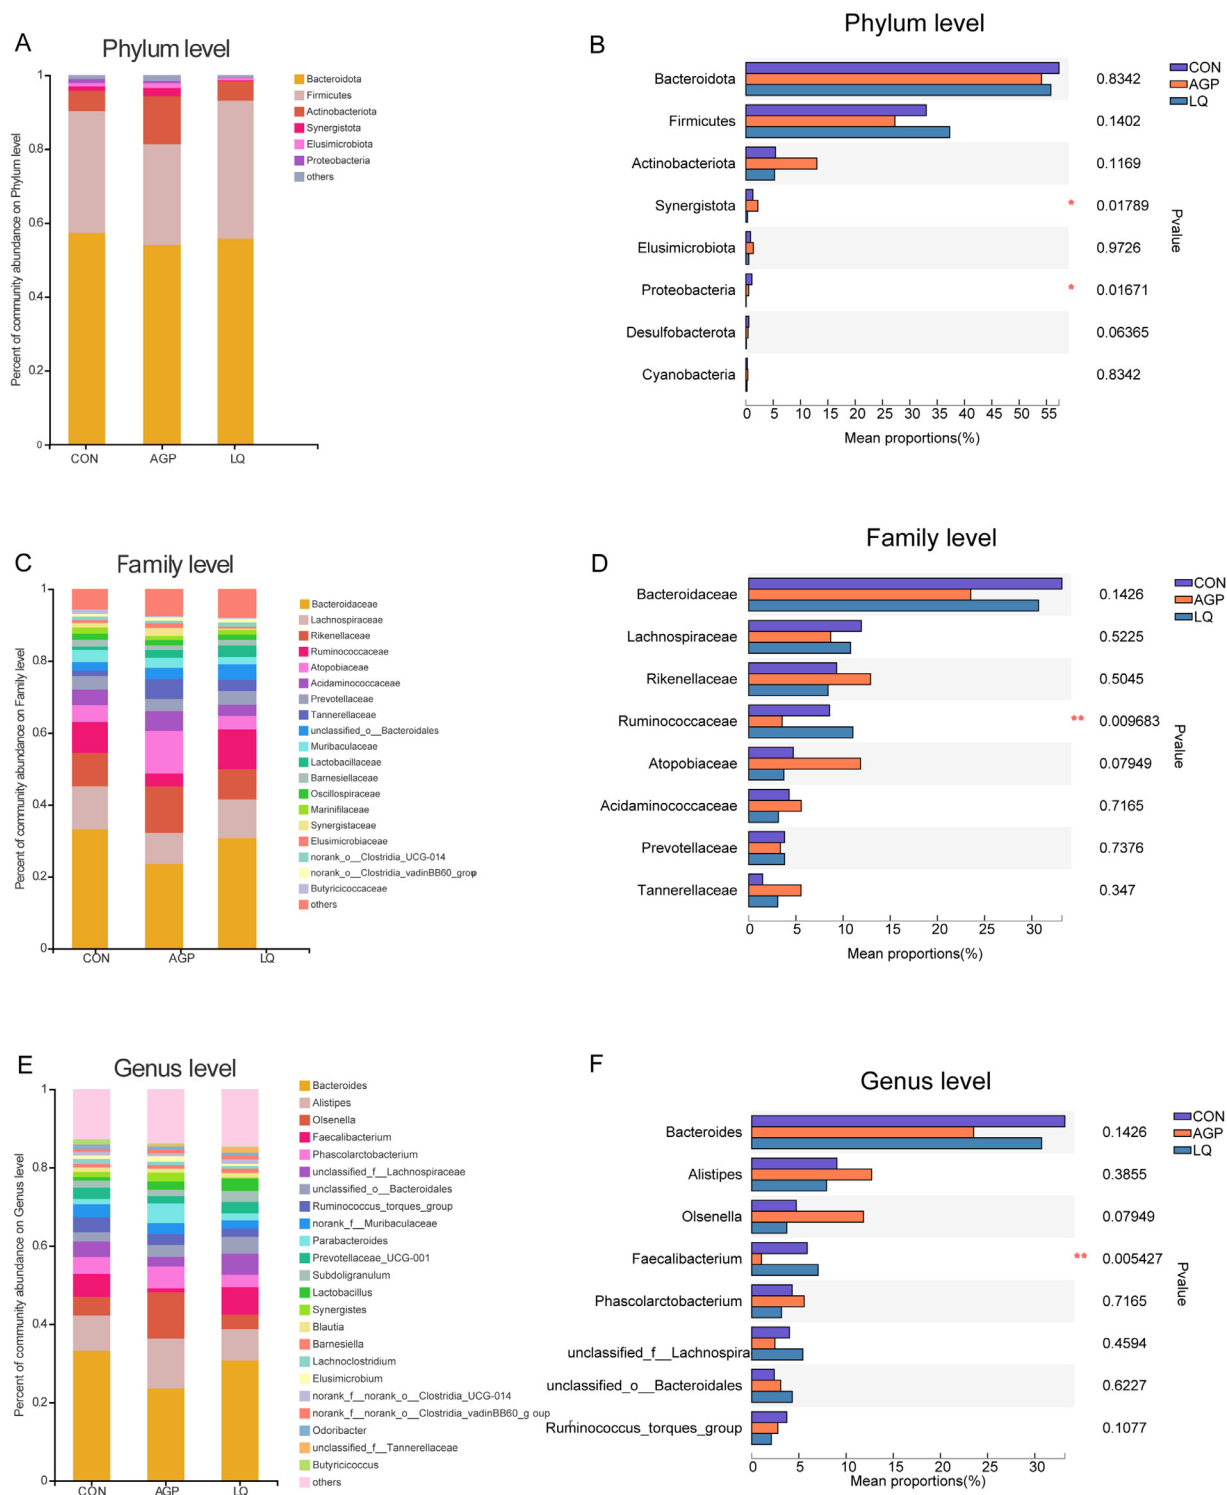 A
Phylum level
Percent of community abundance on Phylum level
1
0.8
0.6
0.4
0.2
0
CON
AGP
LQ
Bacteroidota
Firmicutes
Actinobacteriota
Synergistota
Elusimicrobiota
Proteobacteria
others
B
Phylum level
Bacteroidota
Firmicutes
Actinobacteriota
Synergistota
Elusimicrobiota
Proteobacteria
Desulfobacterota
Cyanobacteria
0 5 10 15 20 25 30 35 40 45 50 55
Mean proportions(%)
0.8342
0.1402
0.1169
* 0.01789
0.9726
* 0.01671
0.06365
0.8342
Pvalue
CON
AGP
LQ
C
Family level
Percent of community abundance on Family level
1
0.8
0.6
0.4
0.2
0
CON
AGP
LQ
Bacteroidaceae
Lachnospiraceae
Rikenellaceae
Ruminococcaceae
Atopobiaceae
Acidaminococcaceae
Prevotellaceae
Tannerellaceae
unclassified_o__Bacteroidales
Muribaculaceae
Lactobacillaceae
Barnesiellaceae
Oscillospiraceae
Marinifilaceae
Synergistaceae
Elusimicrobiaceae
norank_o__Clostridia_UCG-014
norank_o__Clostridia_vadinBB60_group
Butyricicoccaceae
others
D
Family level
Bacteroidaceae
Lachnospiraceae
Rikenellaceae
Ruminococcaceae
Atopobiaceae
Acidaminococcaceae
Prevotellaceae
Tannerellaceae
0 5 10 15 20 25 30
Mean proportions(%)
0.1426
0.5225
0.5045
** 0.009683
0.07949
0.7165
0.7376
0.347
Pvalue
CON
AGP
LQ
E
Genus level
Percent of community abundance on Genus level
1
0.8
0.6
0.4
0.2
0
CON
AGP
LQ
Bacteroides
Alistipes
Olsenella
Faecalibacterium
Phascolarctobacterium
unclassified_f__Lachnospiraceae
unclassified_o__Bacteroidales
Ruminococcus_torques_group
norank_f__Muribaculaceae
Parabacteroides
Prevotellaceae_UCG-001
Subdoligranulum
Lactobacillus
Synergistes
Blautia
Barnesiella
Lachnoclostridium
Elusimicrobium
norank_f__norank_o__Clostridia_UCG-014
norank_f__norank_o__Clostridia_vadinBB60_g oup
Odoribacter
unclassified_f__Tannerellaceae
Butyricicoccus
others
F
Genus level
Bacteroides
Alistipes
Olsenella
Faecalibacterium
Phascolarctobacterium
unclassified_f__Lachnospira
unclassified_o__Bacteroidales
Ruminococcus_torques_group
0 5 10 15 20 25 30
Mean proportions(%)
0.1426
0.3855
0.07949
** 0.005427
0.7165
0.4594
0.6227
0.1077
Pvalue
CON
AGP
LQ